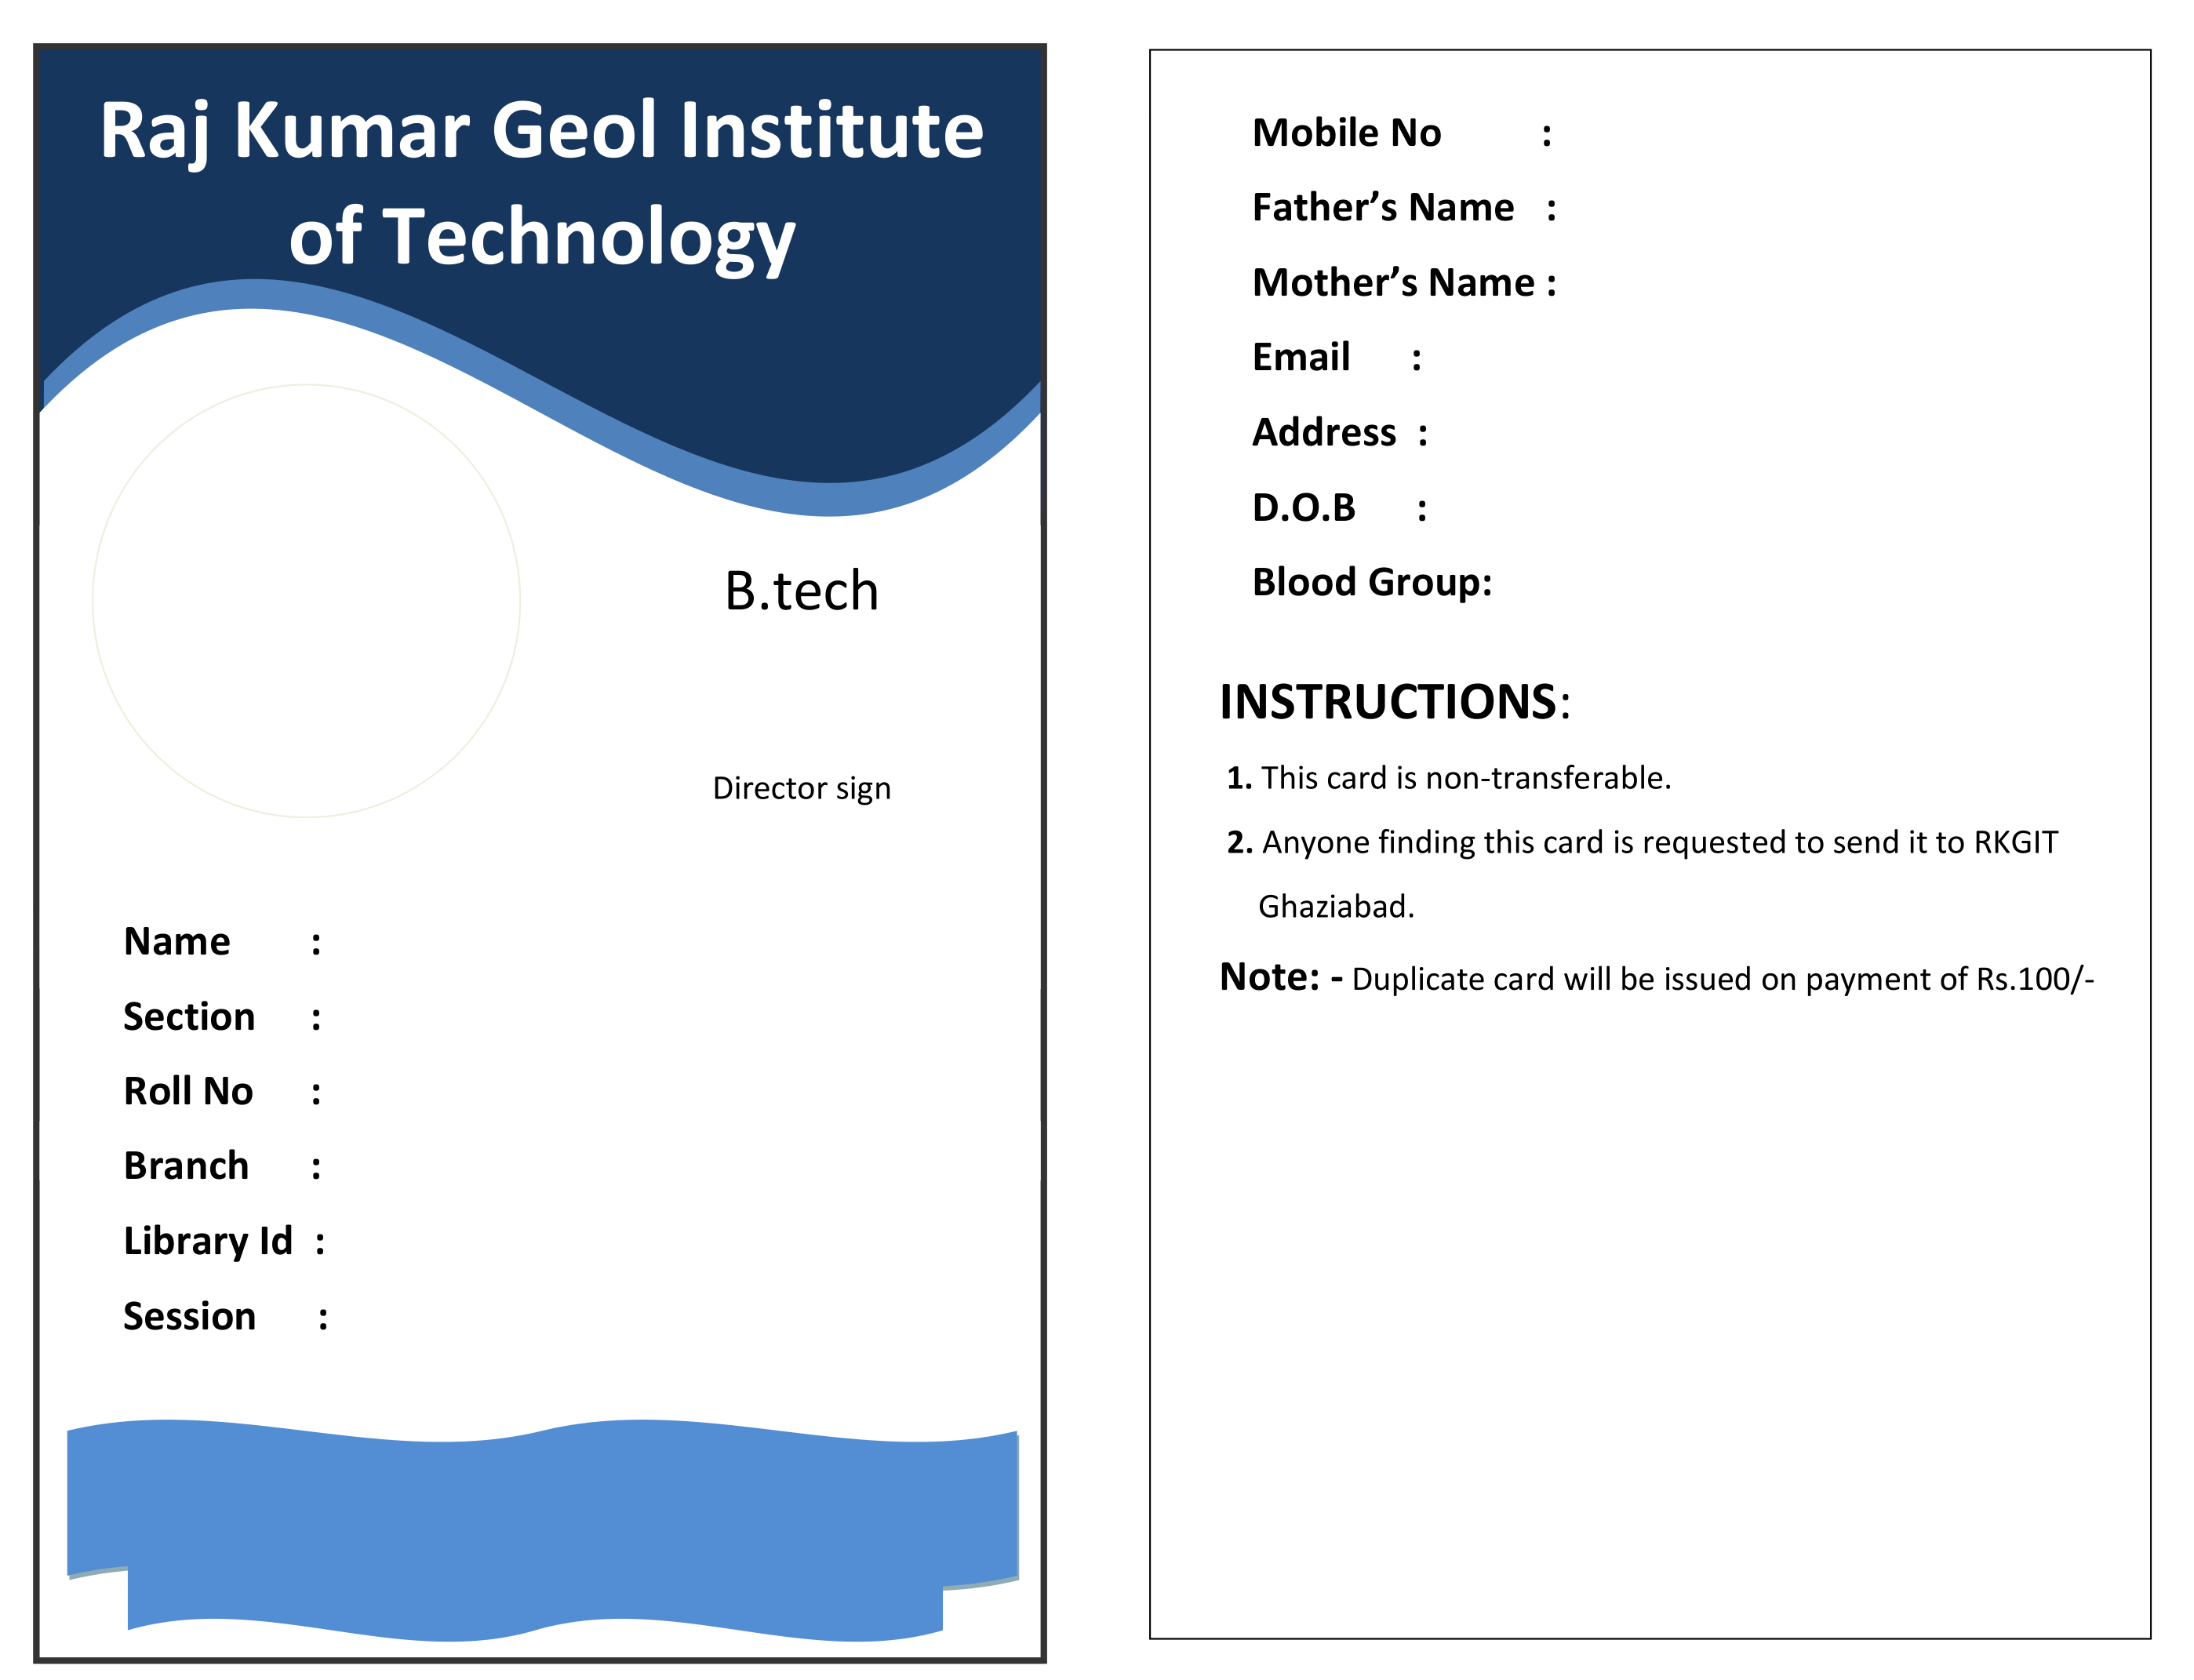 Raj Kumar Geol Institute
of Technology
B.tech
Director sign
Name :
Section :
Roll No :
Branch :
Library Id :
Session :
Mobile No :
Father’s Name :
Mother’s Name :
Email :
Address :
D.O.B :
Blood Group:
INSTRUCTIONS:
1. This card is non-transferable.
2. Anyone finding this card is requested to send it to RKGIT
Ghaziabad.
Note: - Duplicate card will be issued on payment of Rs.100/-